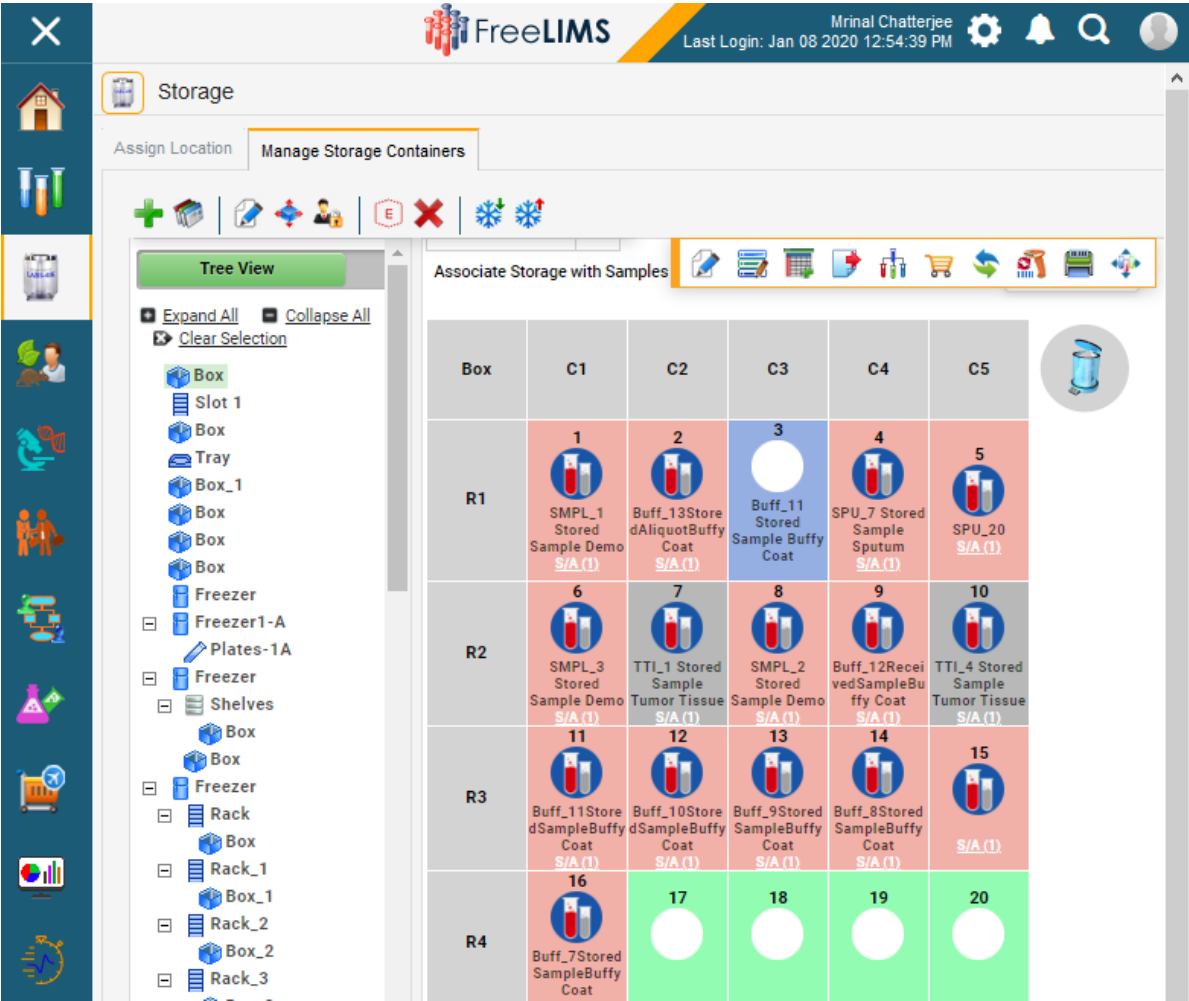 FreeLIMS
Mrinal Chatterjee
Last Login: Jan 08 2020 12:54:39 PM
Storage
Assign Location
Manage Storage Containers
E
Tree View
Expand All
Collapse All
Clear Selection
Box
Slot 1
Box
Tray
Box_1
Box
Box
Box
Freezer
Freezer1-A
Plates-1A
Freezer
Shelves
Box
Box
Freezer
Rack
Box
Rack_1
Box_1
Rack_2
Box_2
Rack_3
Associate Storage with Samples
Box C1 C2 C3 C4 C5
R1
1
SMPL_1
Stored
Sample Demo
S/A (1)
2
Buff_13Store
dAliquotBuffy
Coat
S/A (1)
3
Buff_11
Stored
Sample Buffy
Coat
4
SPU_7 Stored
Sample
Sputum
S/A (1)
5
SPU_20
S/A (1)
R2
6
SMPL_3
Stored
Sample Demo
S/A (1)
7
TTI_1 Stored
Sample
Tumor Tissue
S/A (1)
8
SMPL_2
Stored
Sample Demo
S/A (1)
9
Buff_12Recei
vedSampleBu
ffy Coat
S/A (1)
10
TTI_4 Stored
Sample
Tumor Tissue
S/A (1)
R3
11
Buff_11Store
dSampleBuffy
Coat
S/A (1)
12
Buff_10Store
dSampleBuffy
Coat
S/A (1)
13
Buff_9Stored
SampleBuffy
Coat
S/A (1)
14
Buff_8Stored
SampleBuffy
Coat
S/A (1)
15
S/A (1)
R4
16
Buff_7Stored
SampleBuffy
Coat
17
18
19
20